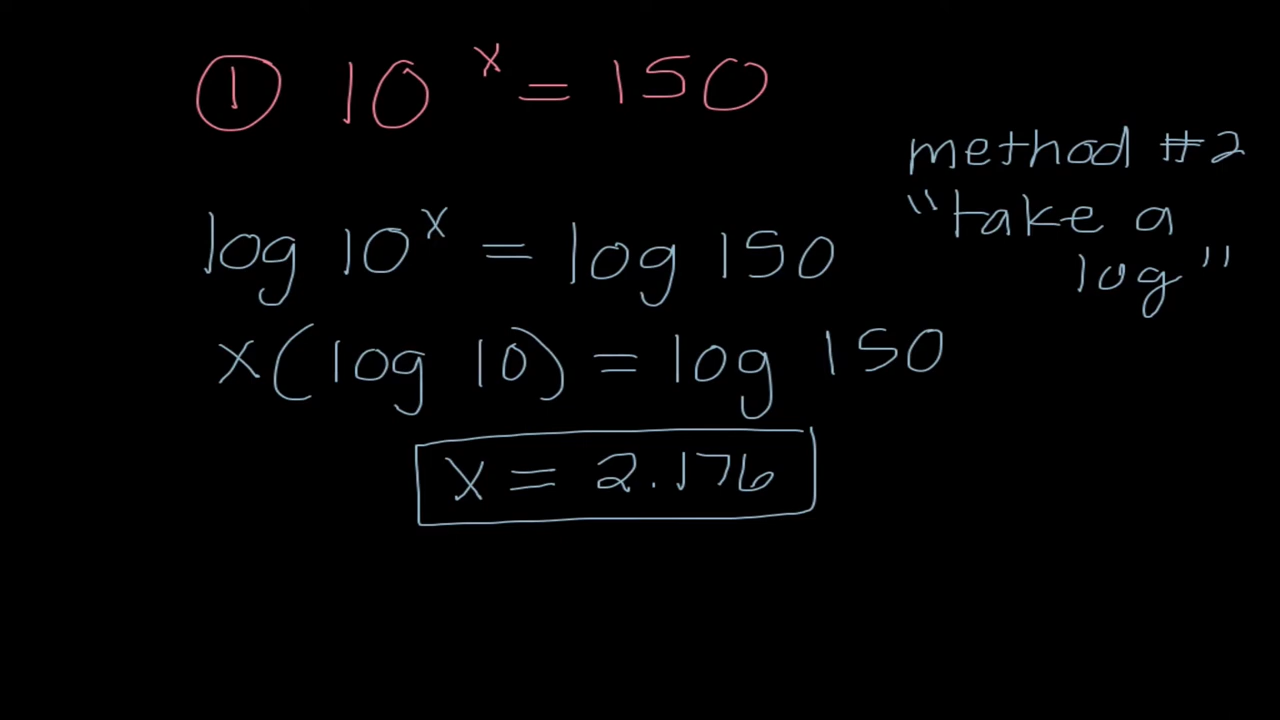 ① 10^x = 150
method #2
"take a
log"
log 10^x = log 150
x(log 10) = log 150
x = 2.176